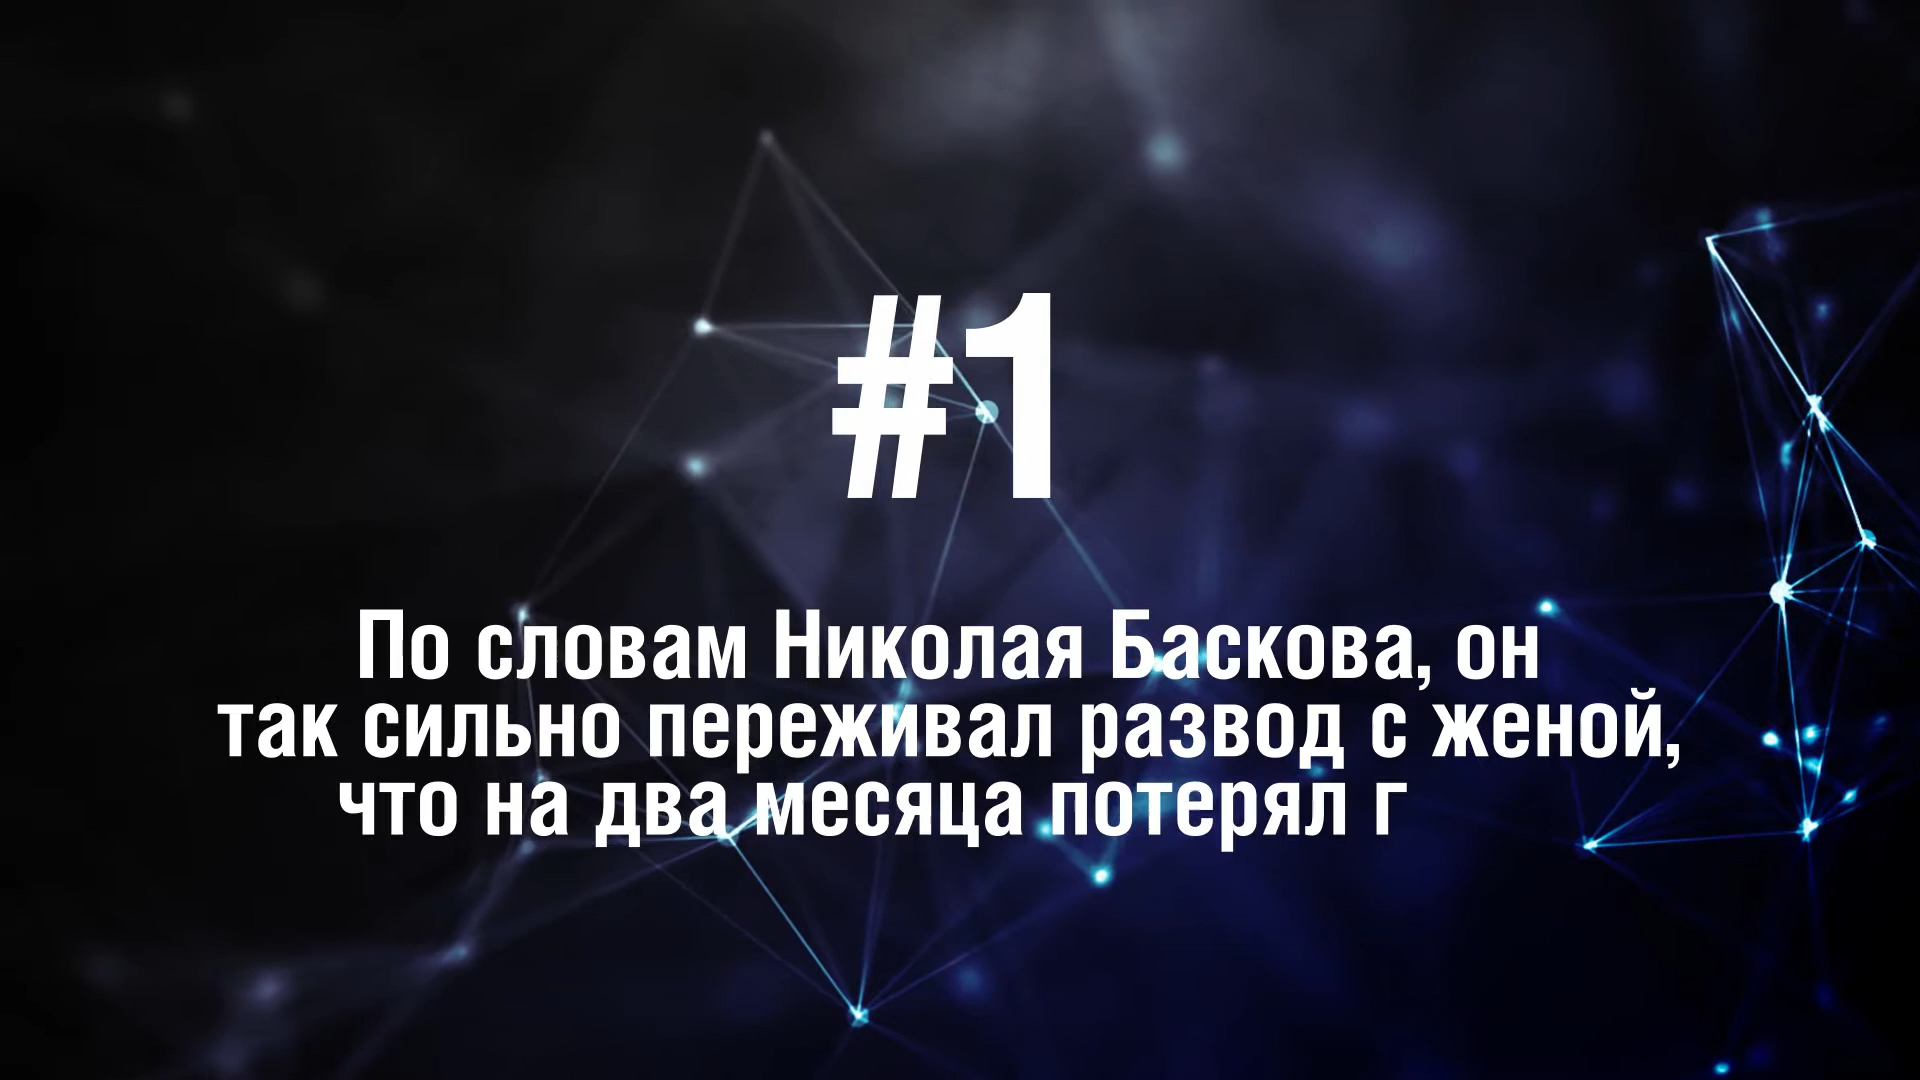 #1
По словам Николая Баскова, он
так сильно переживал развод с женой,
что на два месяца потерял г